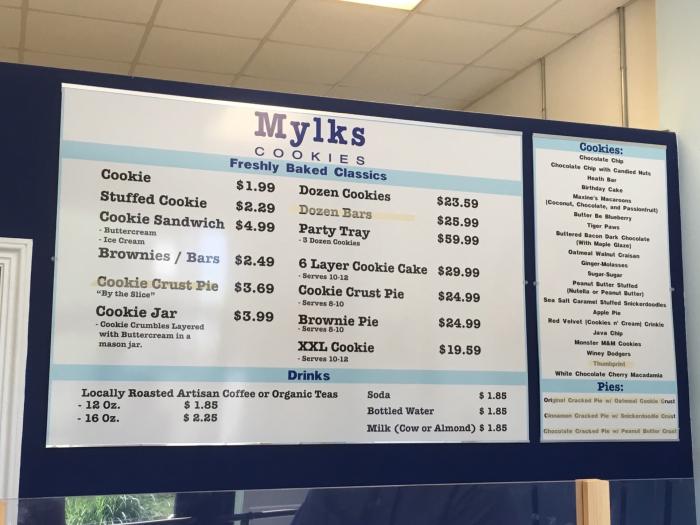 Mylks
COOKIES
Freshly Baked Classics
Cookie $1.99
Stuffed Cookie $2.29
Cookie Sandwich $4.99
- Buttercream
- Ice Cream
Brownies / Bars $2.49
Cookie Crust Pie $3.69
"By the Slice"
Cookie Jar $3.99
- Cookie Crumbles Layered
with Buttercream in a
mason jar.
Dozen Cookies $23.59
Dozen Bars $25.99
Party Tray $59.99
- 3 Dozen Cookies
6 Layer Cookie Cake $29.99
- Serves 10-12
Cookie Crust Pie $24.99
- Serves 8-10
Brownie Pie $24.99
- Serves 8-10
XXL Cookie $19.59
- Serves 10-12
Drinks
Locally Roasted Artisan Coffee or Organic Teas
- 12 Oz. $ 1.85
- 16 Oz. $ 2.25
Soda $ 1.85
Bottled Water $ 1.85
Milk (Cow or Almond) $ 1.85
Cookies:
Chocolate Chip
Chocolate Chip with Candied Nuts
Heath Bar
Birthday Cake
Maxine's Macaroons
(Coconut, Chocolate, and Passionfruit)
Butter Be Blueberry
Tiger Paws
Buttered Bacon Dark Chocolate
(With Maple Glaze)
Oatmeal Walnut Craisan
Ginger-Molasses
Sugar-Sugar
Peanut Butter Stuffed
(Nutella or Peanut Butter)
Sea Salt Caramel Stuffed Snickerdoodles
Apple Pie
Red Velvet (Cookies n' Cream) Crinkle
Java Chip
Monster M&M Cookies
Winey Dodgers
Thumbprint
White Chocolate Cherry Macadamia
Pies:
Original Cracked Pie w/ Oatmeal Cookie Crust
Cinnamon Cracked Pie w/ Snickerdoodle Crust
Chocolate Cracked Pie w/ Peanut Butter Crust